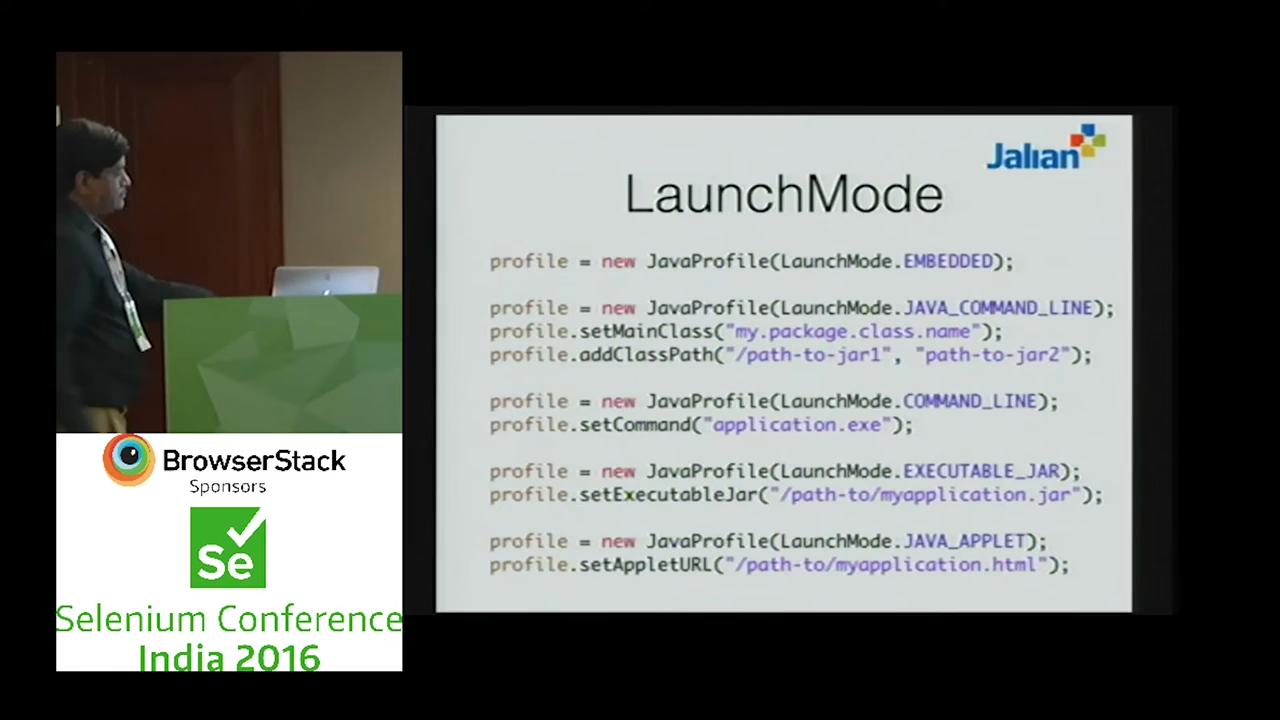 Jalian
LaunchMode
profile = new JavaProfile(LaunchMode.EMBEDDED);
profile = new JavaProfile(LaunchMode.JAVA_COMMAND_LINE);
profile.setMainClass("my.package.class.name");
profile.addClassPath("/path-to-jar1", "path-to-jar2");
profile = new JavaProfile(LaunchMode.COMMAND_LINE);
profile.setCommand("application.exe");
profile = new JavaProfile(LaunchMode.EXECUTABLE_JAR);
profile.setExecutableJar("/path-to/myapplication.jar");
profile = new JavaProfile(LaunchMode.JAVA_APPLET);
profile.setAppletURL("/path-to/myapplication.html");
BrowserStack
Sponsors
Se
Selenium Conference
India 2016